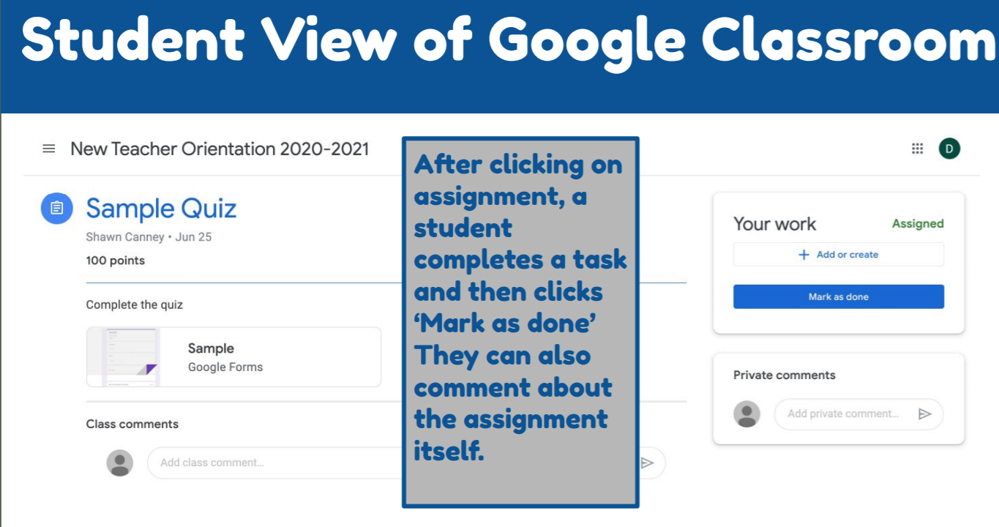 Student View of Google Classroom
New Teacher Orientation 2020-2021
D
Sample Quiz
Shawn Canney • Jun 25
100 points
Complete the quiz
Sample
Google Forms
Class comments
Add class comment...
After clicking on
assignment, a
student
completes a task
and then clicks
‘Mark as done’
They can also
comment about
the assignment
itself.
Your work
Assigned
+ Add or create
Mark as done
Private comments
Add private comment...